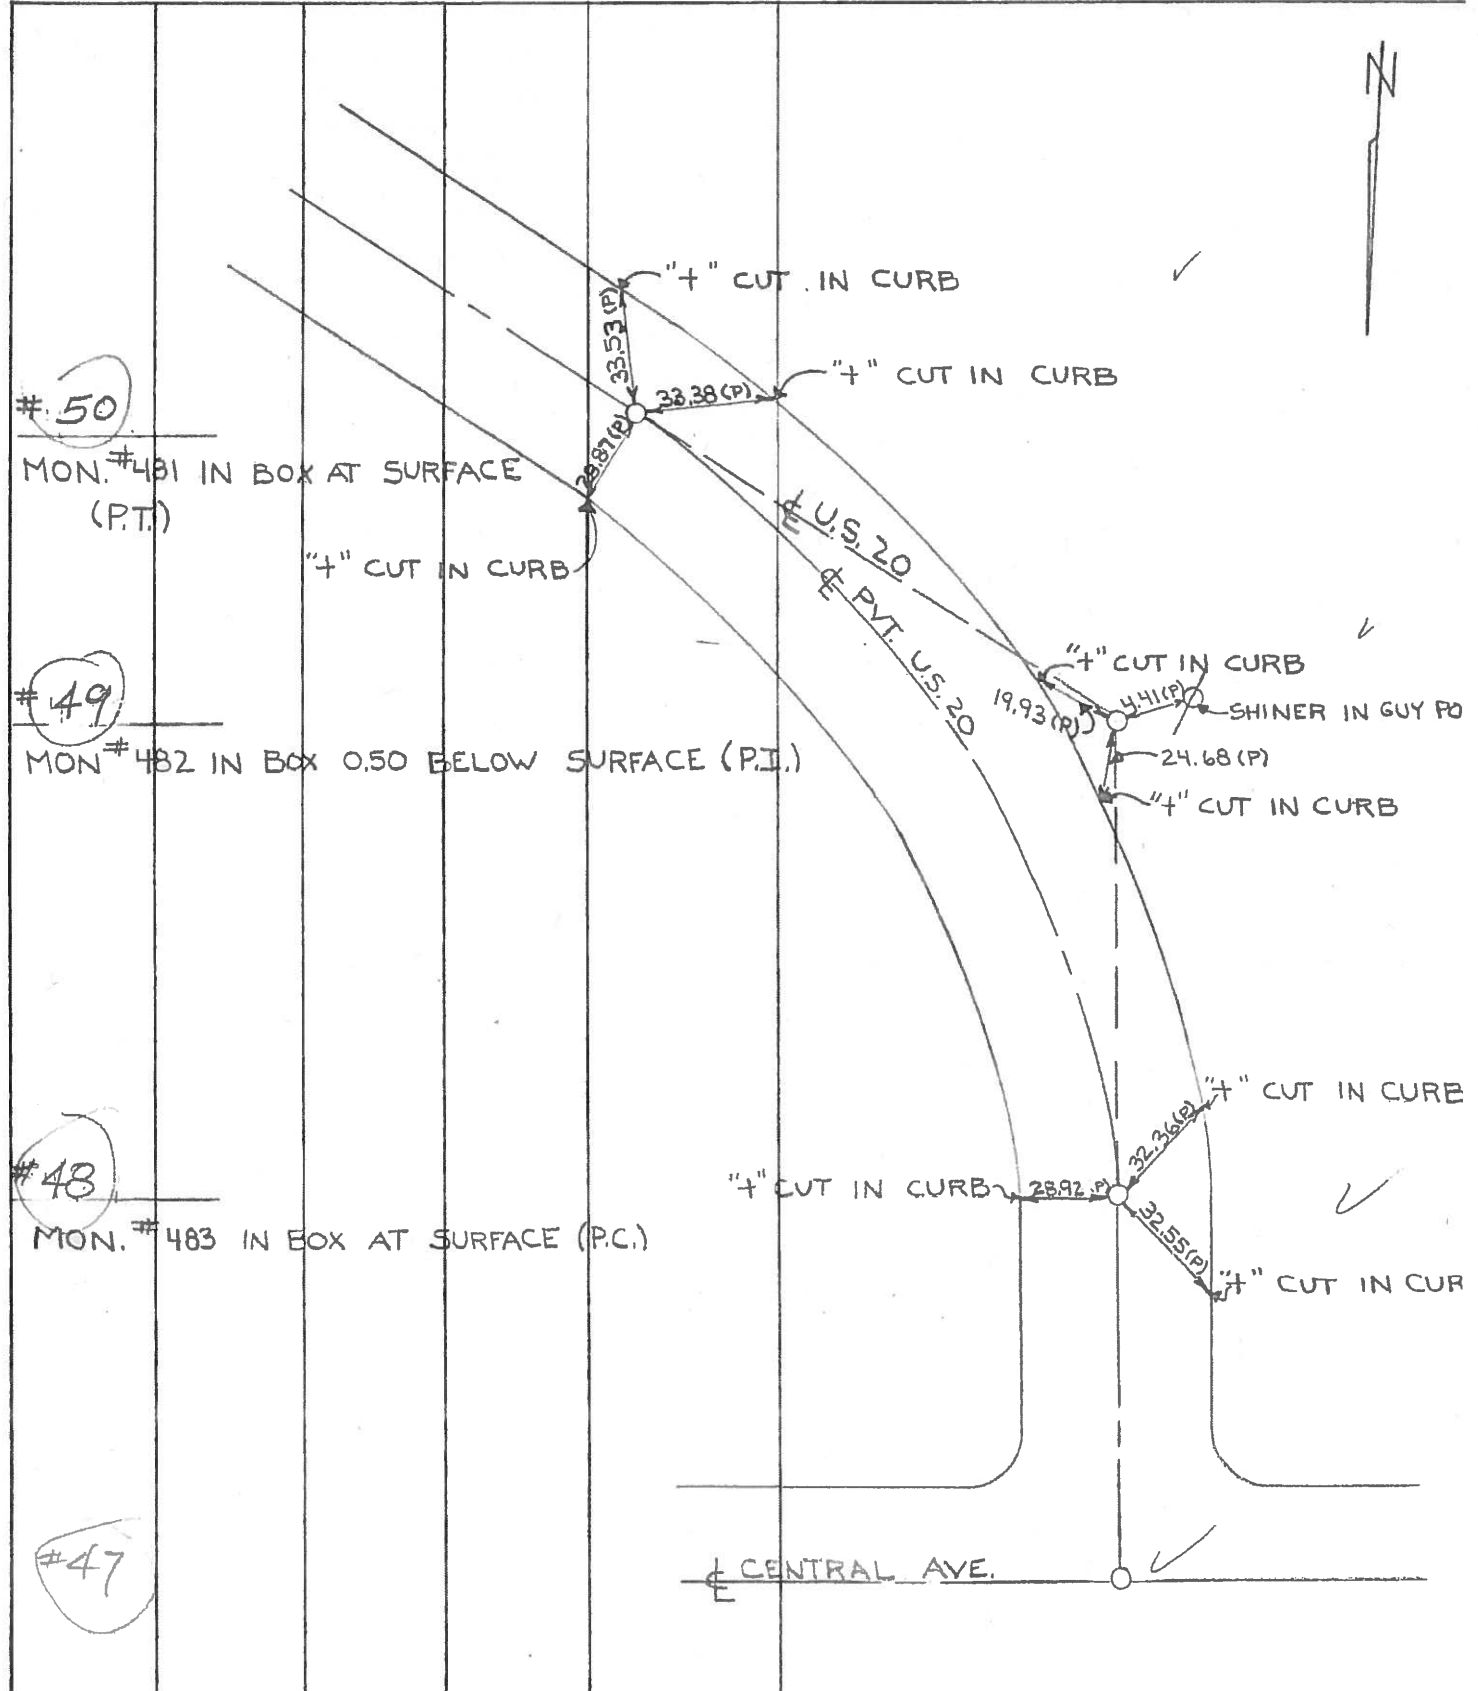 N
"+" CUT IN CURB
33.53 (P)
"+" CUT IN CURB
33.38 (P)
# 50
28.87 (P)
MON. #481 IN BOX AT SURFACE
(P.T.)
℄ U.S. 20
"+" CUT IN CURB
℄ PVT. U.S. 20
"+" CUT IN CURB
# 49
19.93 (P)
4.41 (P)
SHINER IN GUY PO
MON #482 IN BOX 0.50 BELOW SURFACE (P.I.)
24.68 (P)
"+" CUT IN CURB
"+" CUT IN CURB
32.36 (P)
# 48
"+" CUT IN CURB
28.92 (P)
32.55 (P)
MON. #483 IN BOX AT SURFACE (P.C.)
"+" CUT IN CUR
#47
℄ CENTRAL AVE.